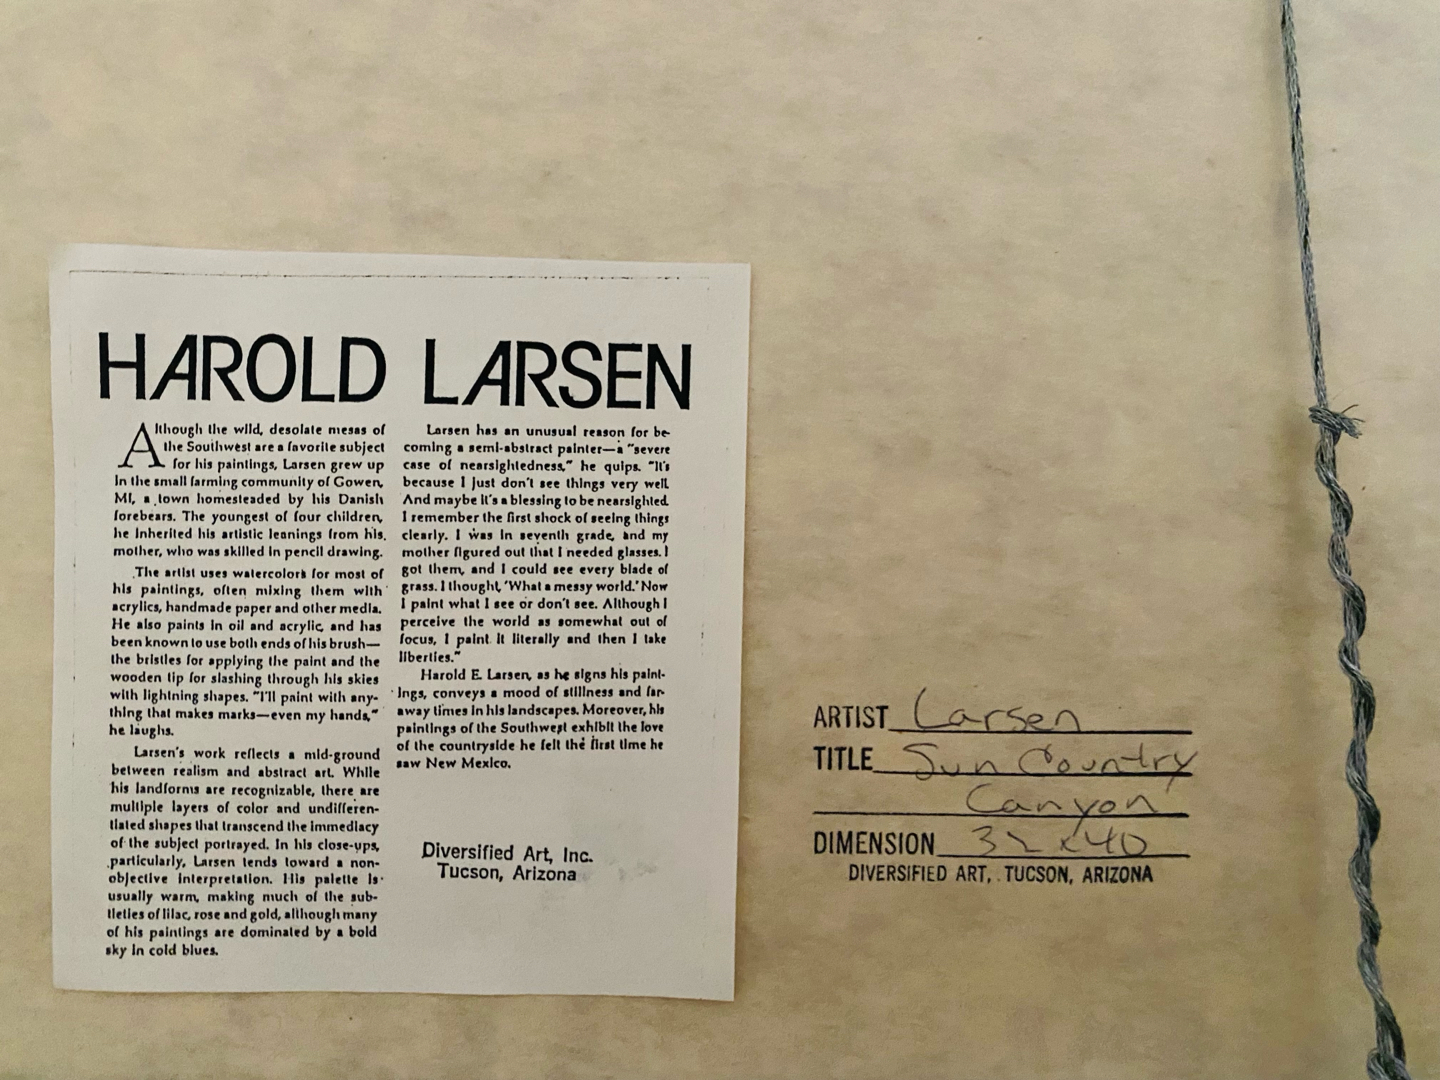 HAROLD LARSEN
Although the wild, desolate mesas of
the Southwest are a favorite subject
for his paintings, Larsen grew up
in the small farming community of Gowen,
MI, a town homesteaded by his Danish
forebears. The youngest of four children,
he inherited his artistic leanings from his
mother, who was skilled in pencil drawing.
The artist uses watercolors for most of
his paintings, often mixing them with
acrylics, handmade paper and other media.
He also paints in oil and acrylic, and has
been known to use both ends of his brush—
the bristles for applying the paint and the
wooden tip for slashing through his skies
with lightning shapes. "I'll paint with any-
thing that makes marks—even my hands,"
he laughs.
Larsen's work reflects a mid-ground
between realism and abstract art. While
his landforms are recognizable, there are
multiple layers of color and undifferen-
tiated shapes that transcend the immediacy
of the subject portrayed. In his close-ups,
particularly, Larsen tends toward a non-
objective interpretation. His palette is
usually warm, making much of the sub-
tleties of lilac, rose and gold, although many
of his paintings are dominated by a bold
sky in cold blues.
Larsen has an unusual reason for be-
coming a semi-abstract painter—a "severe
case of nearsightedness," he quips. "It's
because I just don't see things very well.
And maybe it's a blessing to be nearsighted.
I remember the first shock of seeing things
clearly. I was in seventh grade, and my
mother figured out that I needed glasses. I
got them, and I could see every blade of
grass. I thought, 'What a messy world.' Now
I paint what I see or don't see. Although I
perceive the world as somewhat out of
focus, I paint it literally and then I take
liberties."
Harold E. Larsen, as he signs his paint-
ings, conveys a mood of stillness and far-
away times in his landscapes. Moreover, his
paintings of the Southwest exhibit the love
of the countryside he felt the first time he
saw New Mexico.
Diversified Art, Inc.
Tucson, Arizona
ARTIST Larsen
TITLE Sun Country
Canyon
DIMENSION 32 x 40
DIVERSIFIED ART, TUCSON, ARIZONA